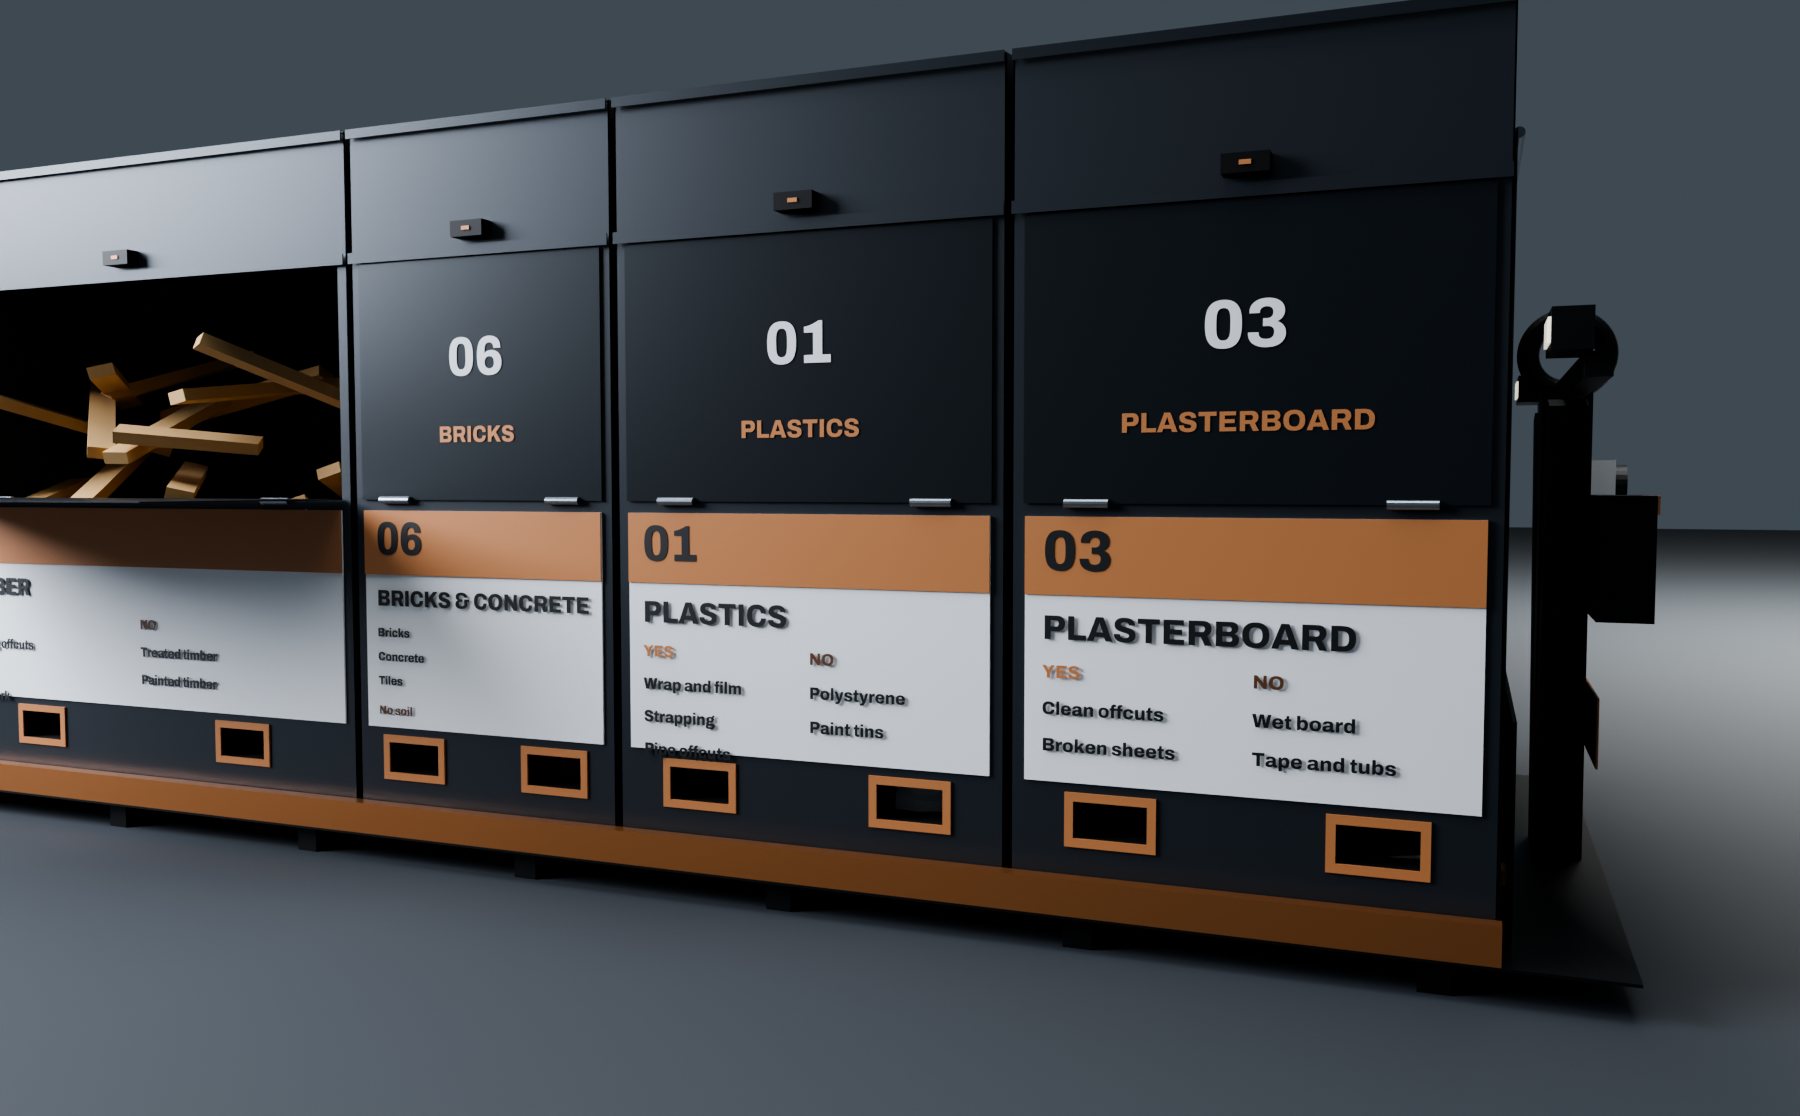 06
BRICKS
01
PLASTICS
03
PLASTERBOARD
offcuts
NO
Treated timber
Painted timber
06
BRICKS & CONCRETE
Bricks
Concrete
Tiles
No soil
01
PLASTICS
YES
Wrap and film
Strapping
Pipe offcuts
NO
Polystyrene
Paint tins
03
PLASTERBOARD
YES
Clean offcuts
Broken sheets
NO
Wet board
Tape and tubs